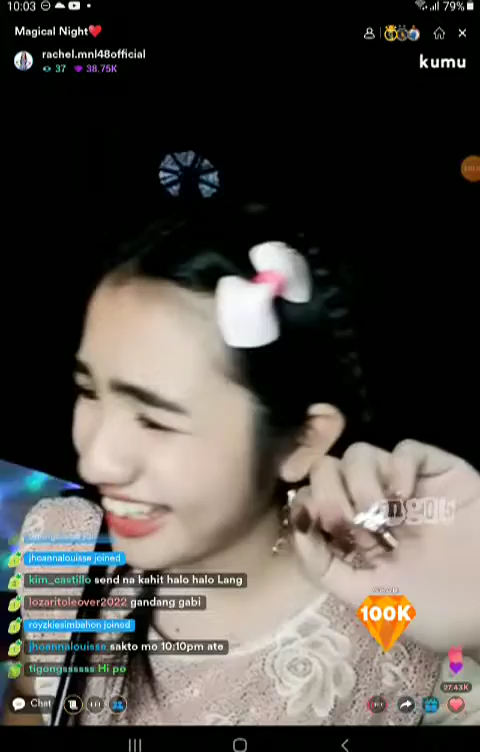 10:03
79%
Magical Night❤️
rachel.mnl48official
37 38.75K
kumu
jhoannalouisse joined
kim_castillo send na kahit halo halo Lang
lozaritoleover2022 gandang gabi
100K
royzkiesimbahon joined
jhoannalouisse sakto mo 10:10pm ate
tigongssssss Hi po
27.43K
Chat